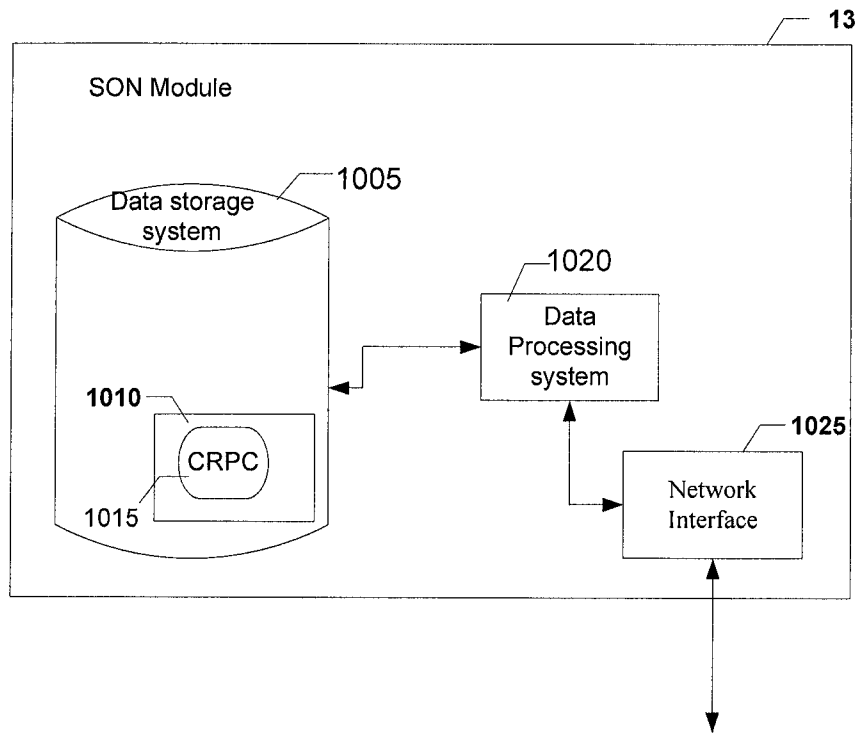 13
SON Module
1005
Data storage
system
1020
Data
Processing
system
1010
CRPC
1015
1025
Network
Interface